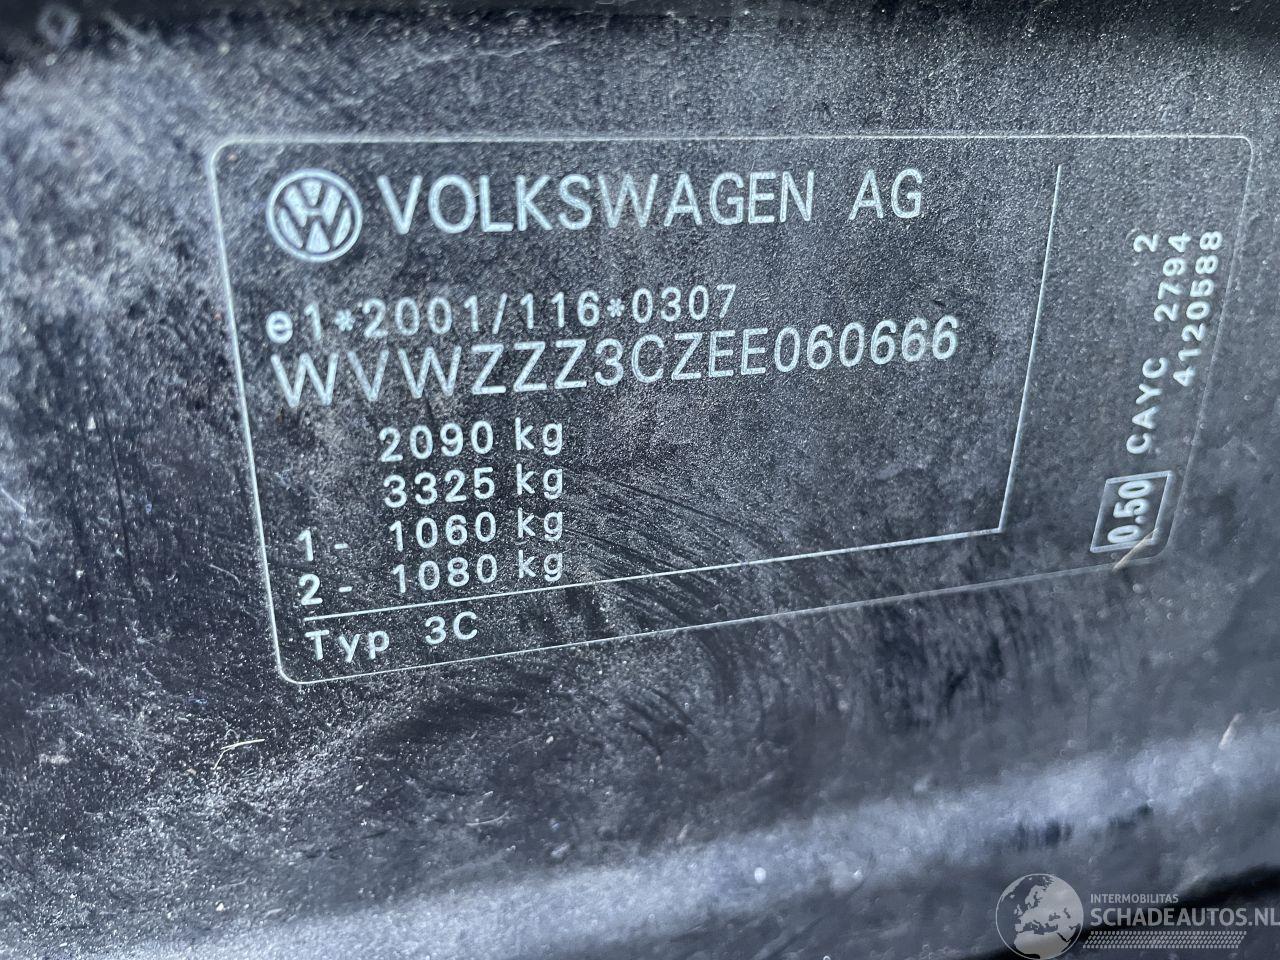 VOLKSWAGEN AG
e1*2001/116*0307
WVWZZZ3CZEE060666
2090 kg
3325 kg
1 - 1060 kg
2 - 1080 kg
Typ 3C
2
CAYC 2794
4120588
0.50
INTERMOBILITAS
SCHADEAUTOS.NL